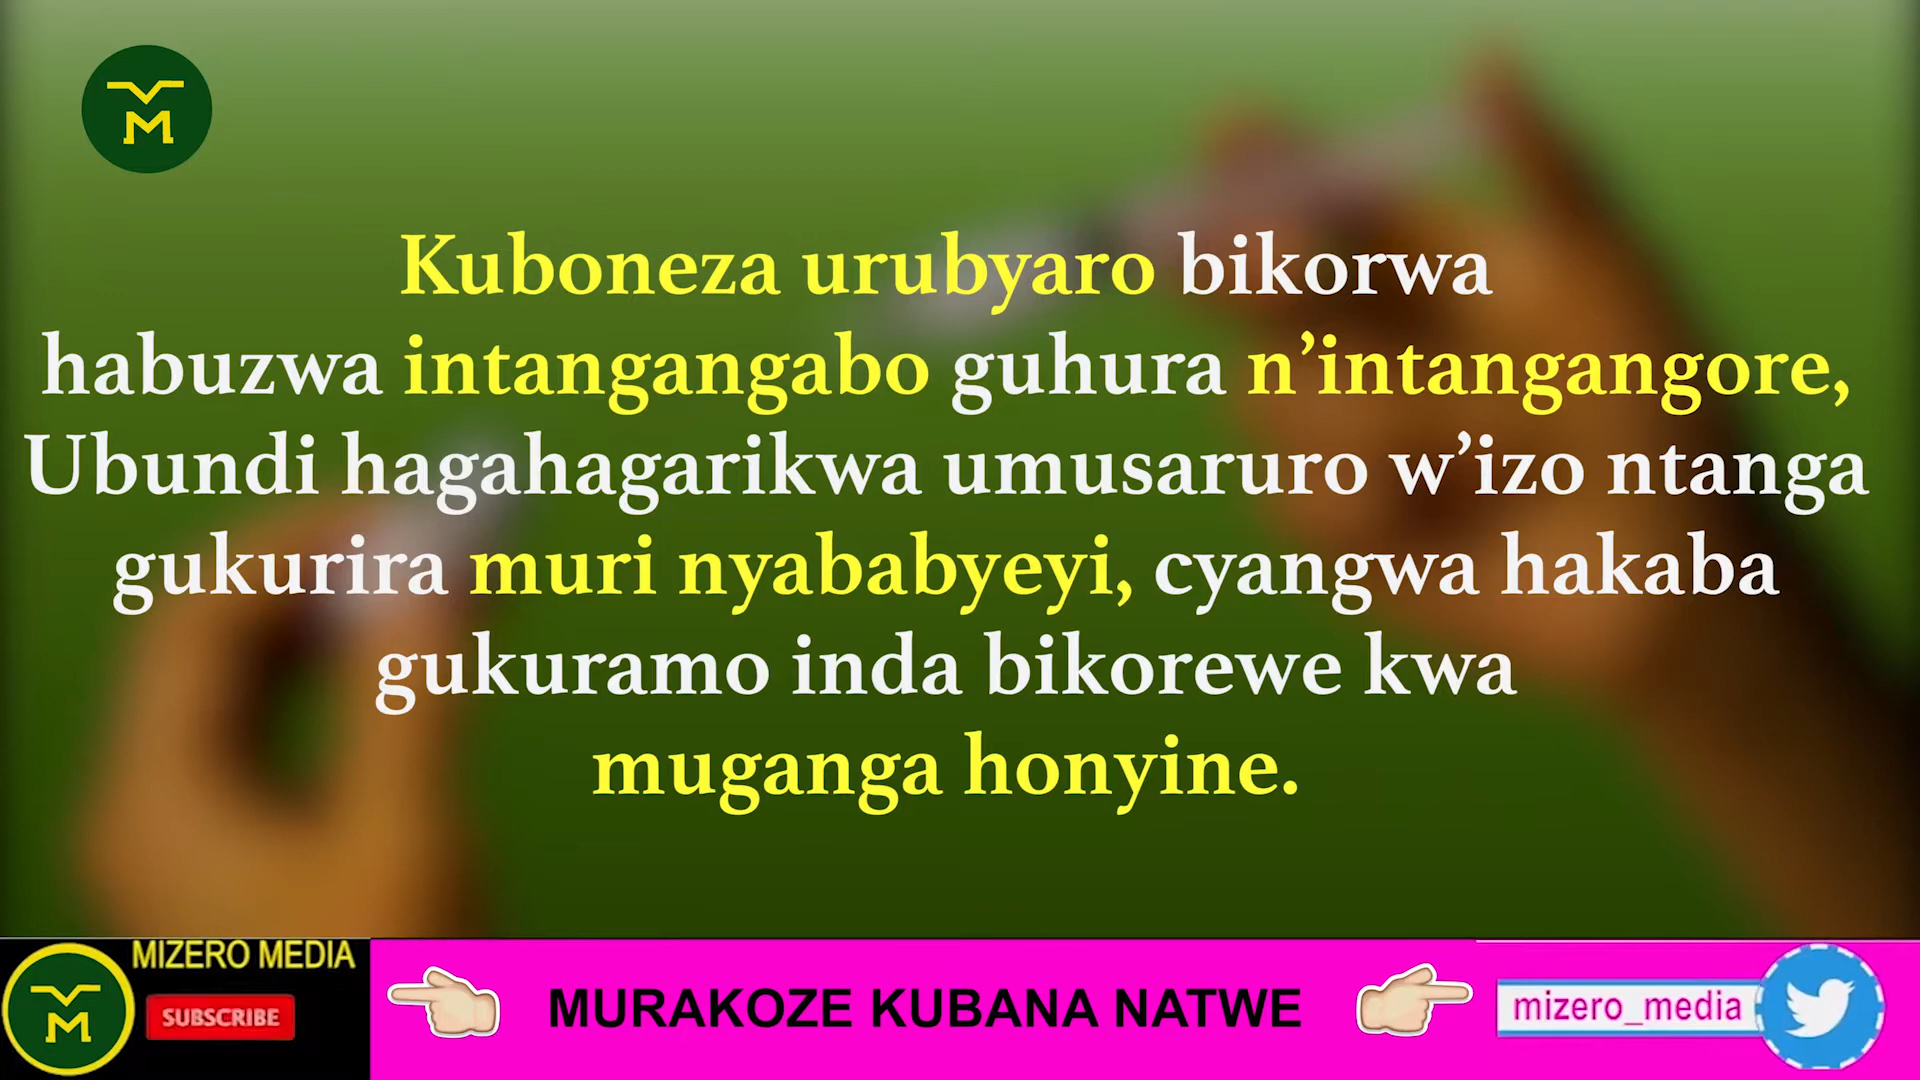 Kuboneza urubyaro bikorwa
habuzwa intangangabo guhura n’intangangore,
Ubundi hagahagarikwa umusaruro w’izo ntanga
gukurira muri nyababyeyi, cyangwa hakaba
gukuramo inda bikorewe kwa
muganga honyine.
MIZERO MEDIA
SUBSCRIBE
MURAKOZE KUBANA NATWE
mizero_media